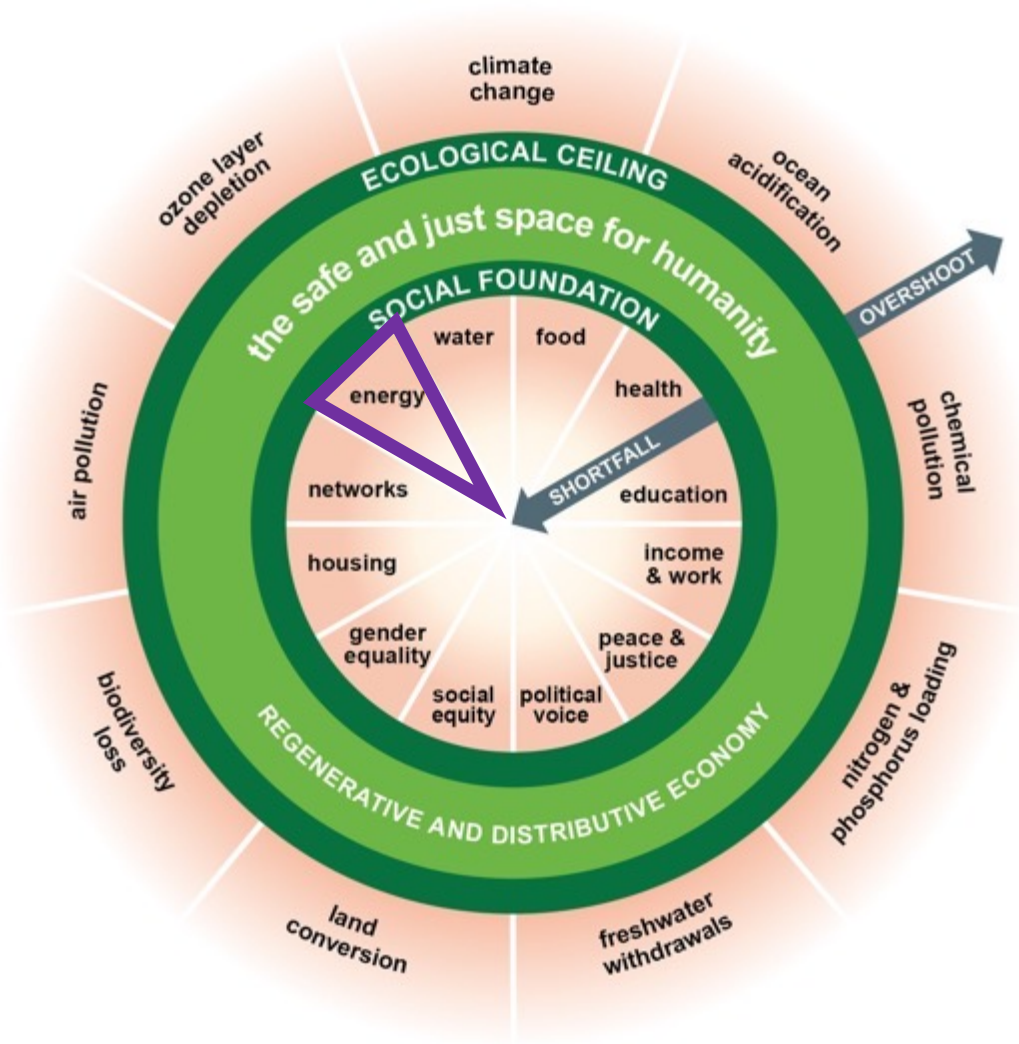 climate
change
ozone layer
depletion
ocean
acidification
ECOLOGICAL CEILING
the safe and just space for humanity
SOCIAL FOUNDATION
OVERSHOOT
water
food
energy
health
air pollution
chemical
pollution
SHORTFALL
networks
education
housing
income
& work
gender
equality
peace &
justice
social
equity
political
voice
biodiversity
loss
nitrogen &
phosphorus loading
REGENERATIVE AND DISTRIBUTIVE ECONOMY
land
conversion
freshwater
withdrawals